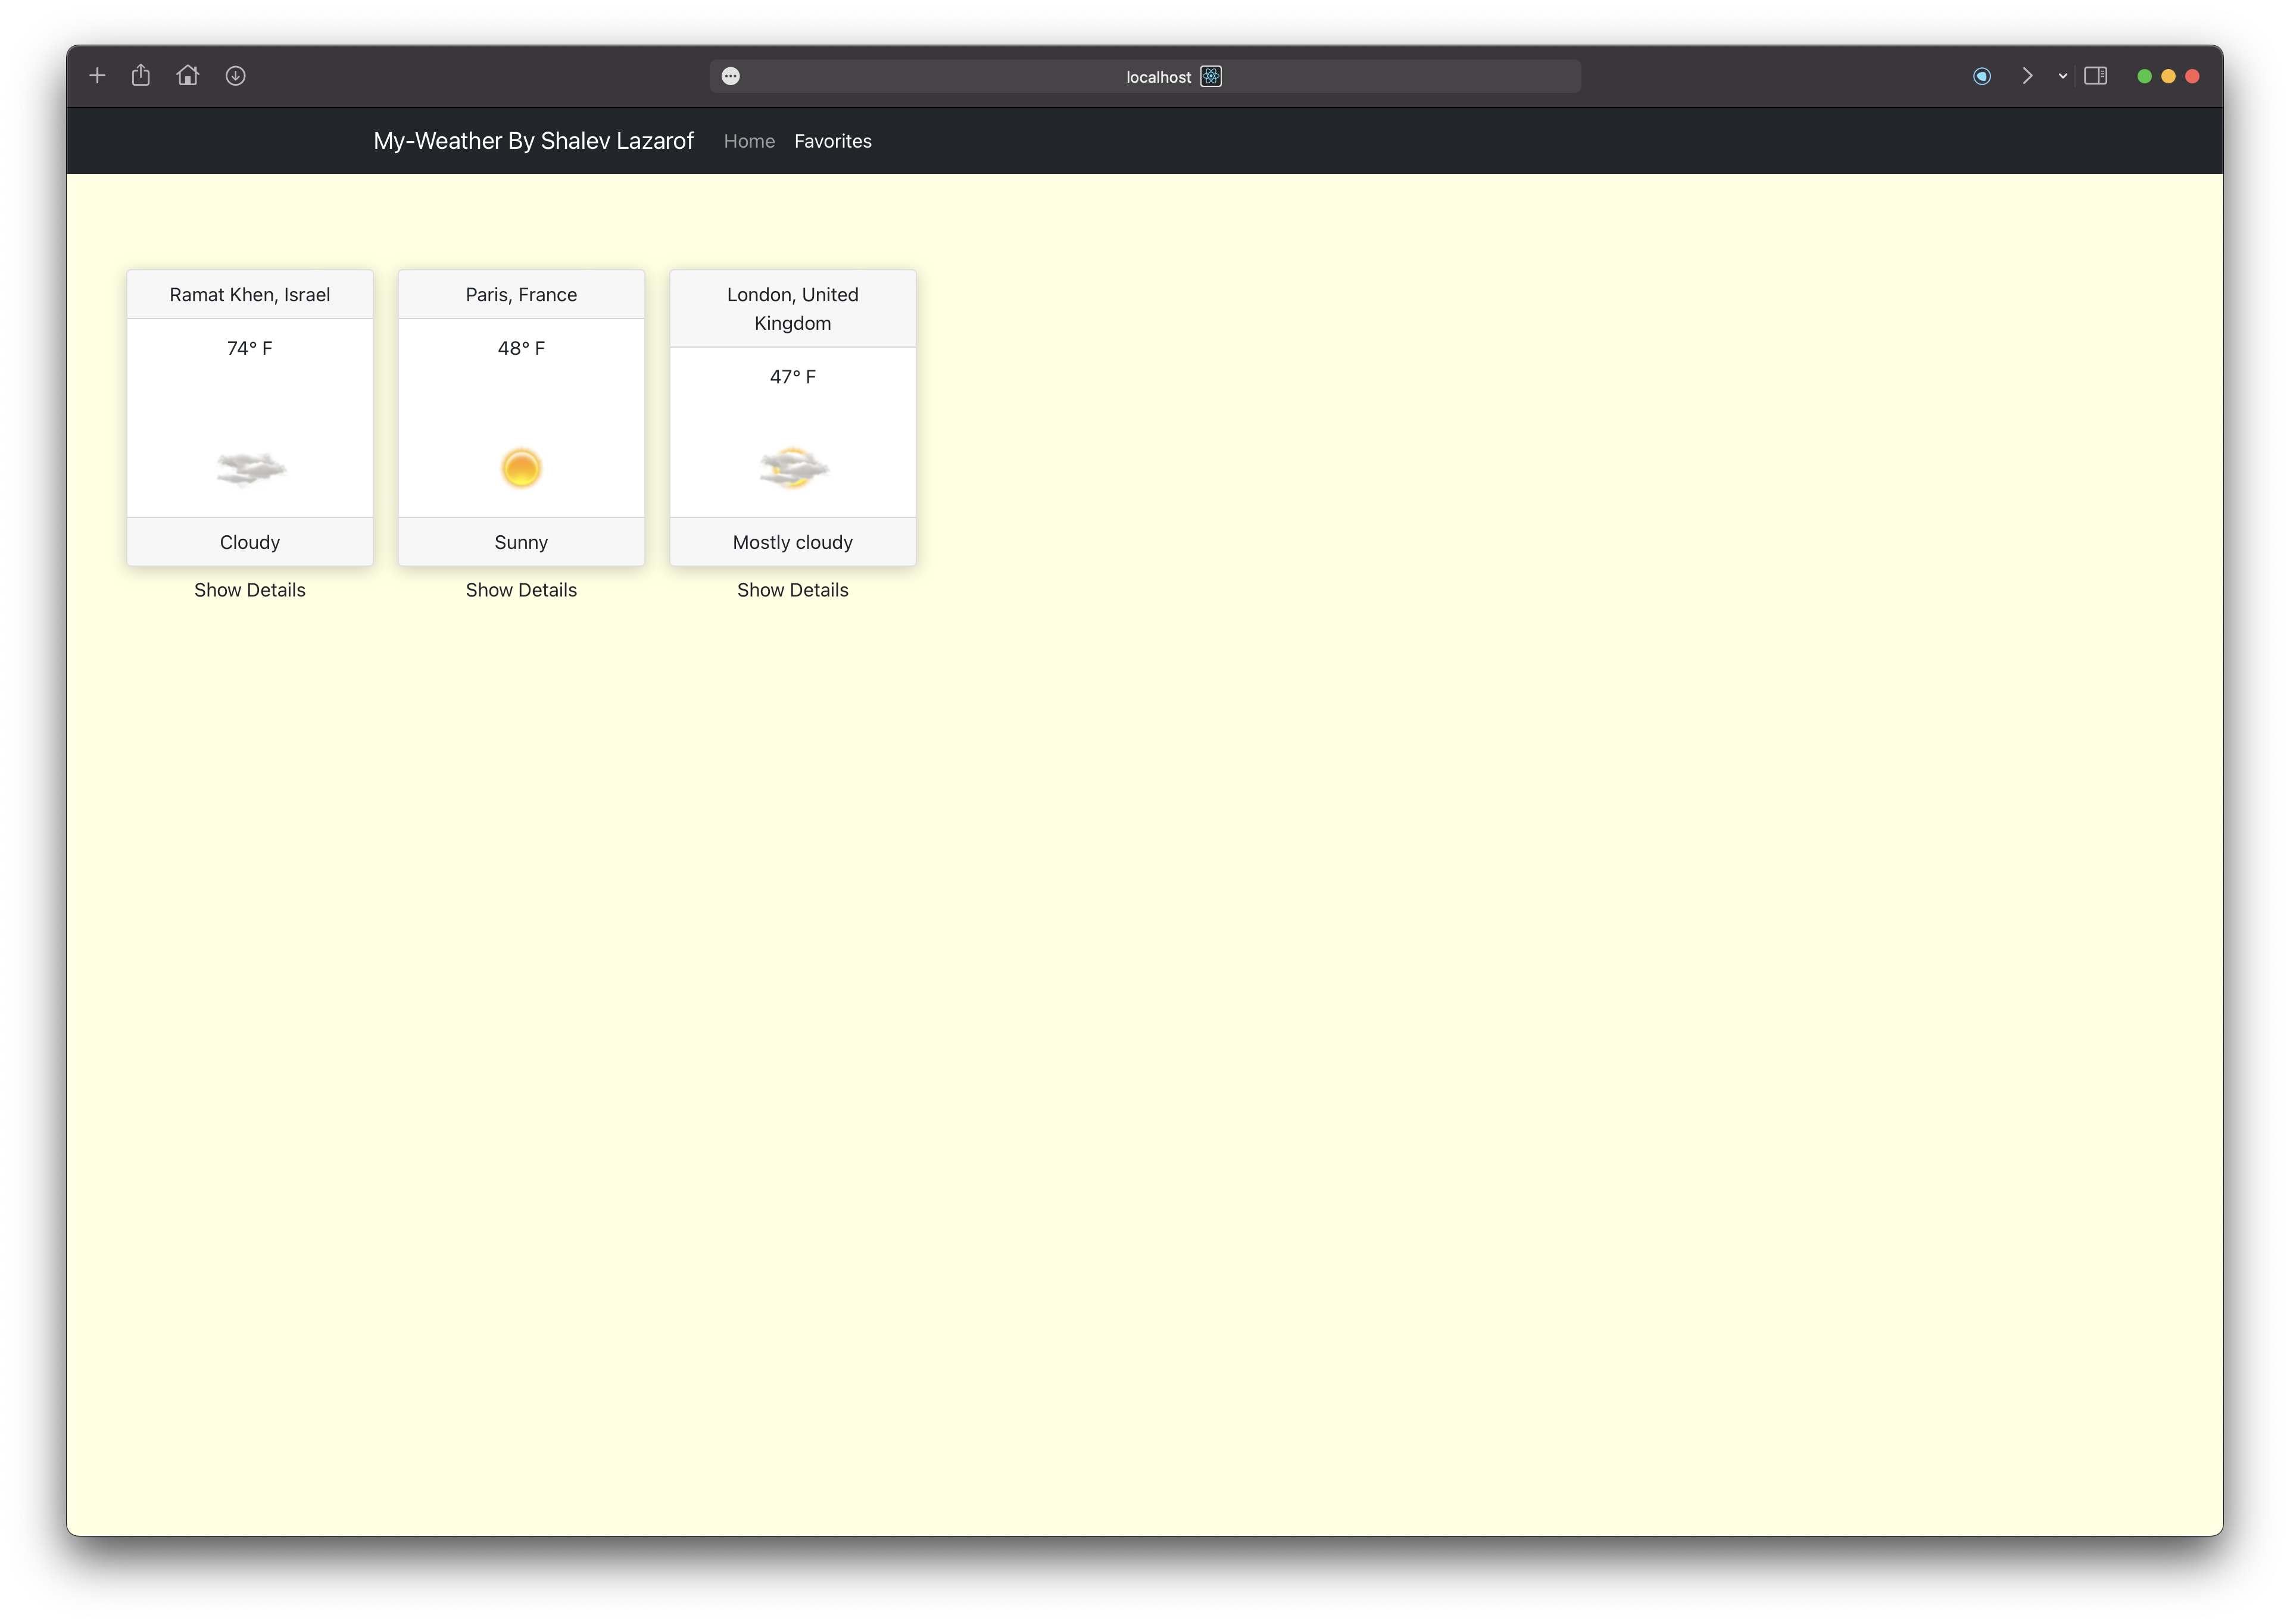 localhost
My-Weather By Shalev Lazarof Home Favorites
Ramat Khen, Israel
74° F
Cloudy
Show Details
Paris, France
48° F
Sunny
Show Details
London, United
Kingdom
47° F
Mostly cloudy
Show Details